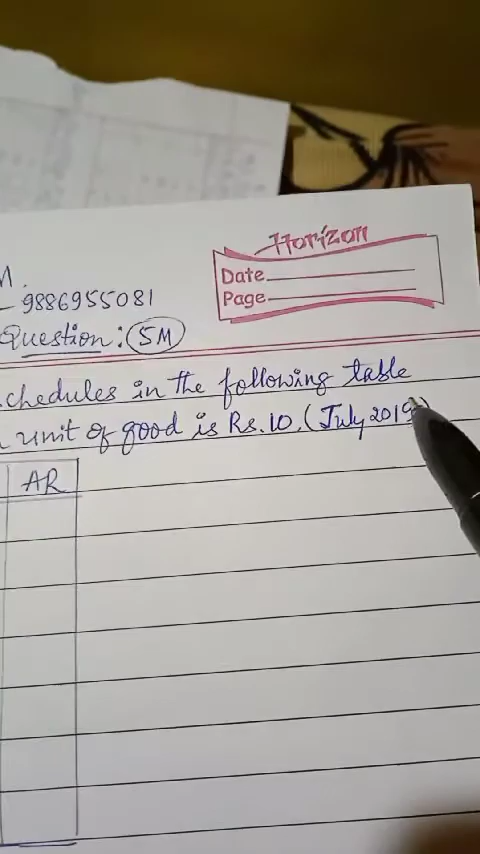 Horizon
Date
Page
M.
9886955081
Question: 5M
chedules in the following table
unit of good is Rs. 10. (July 2019)
AR